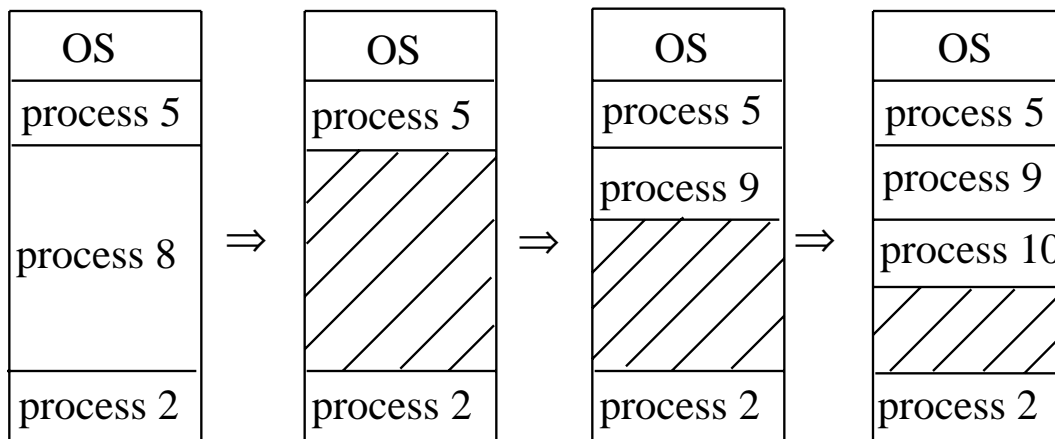 OS
process 5
process 8
process 2
⇒
OS
process 5
process 2
⇒
OS
process 5
process 9
process 2
⇒
OS
process 5
process 9
process 10
process 2